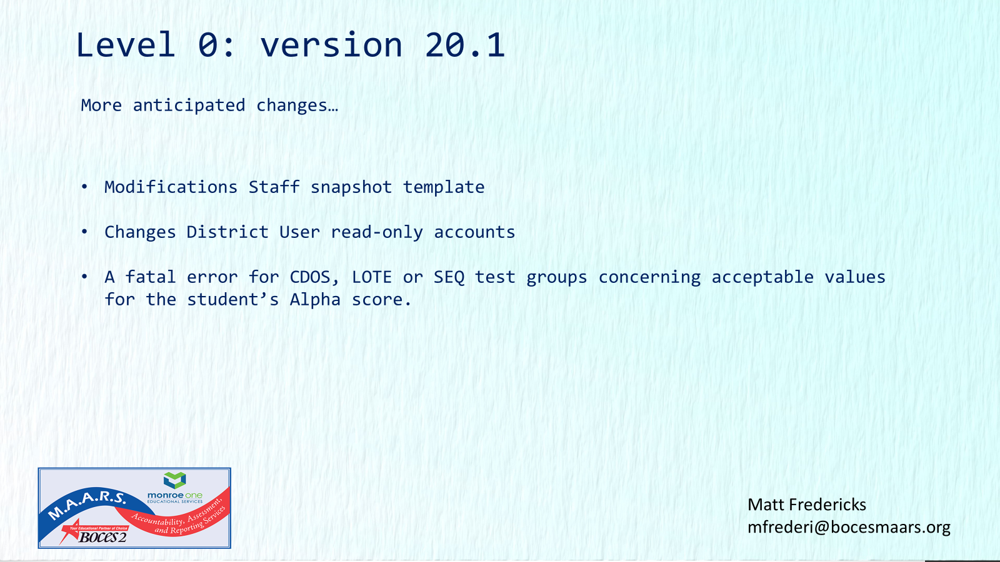 Level 0: version 20.1
More anticipated changes…
• Modifications Staff snapshot template
• Changes District User read-only accounts
• A fatal error for CDOS, LOTE or SEQ test groups concerning acceptable values
for the student’s Alpha score.
M.A.A.R.S.
monroe one
EDUCATIONAL SERVICES
Accountability, Assessment,
and Reporting Services
Your Educational Partner of Choice
BOCES 2
Matt Fredericks
mfrederi@bocesmaars.org